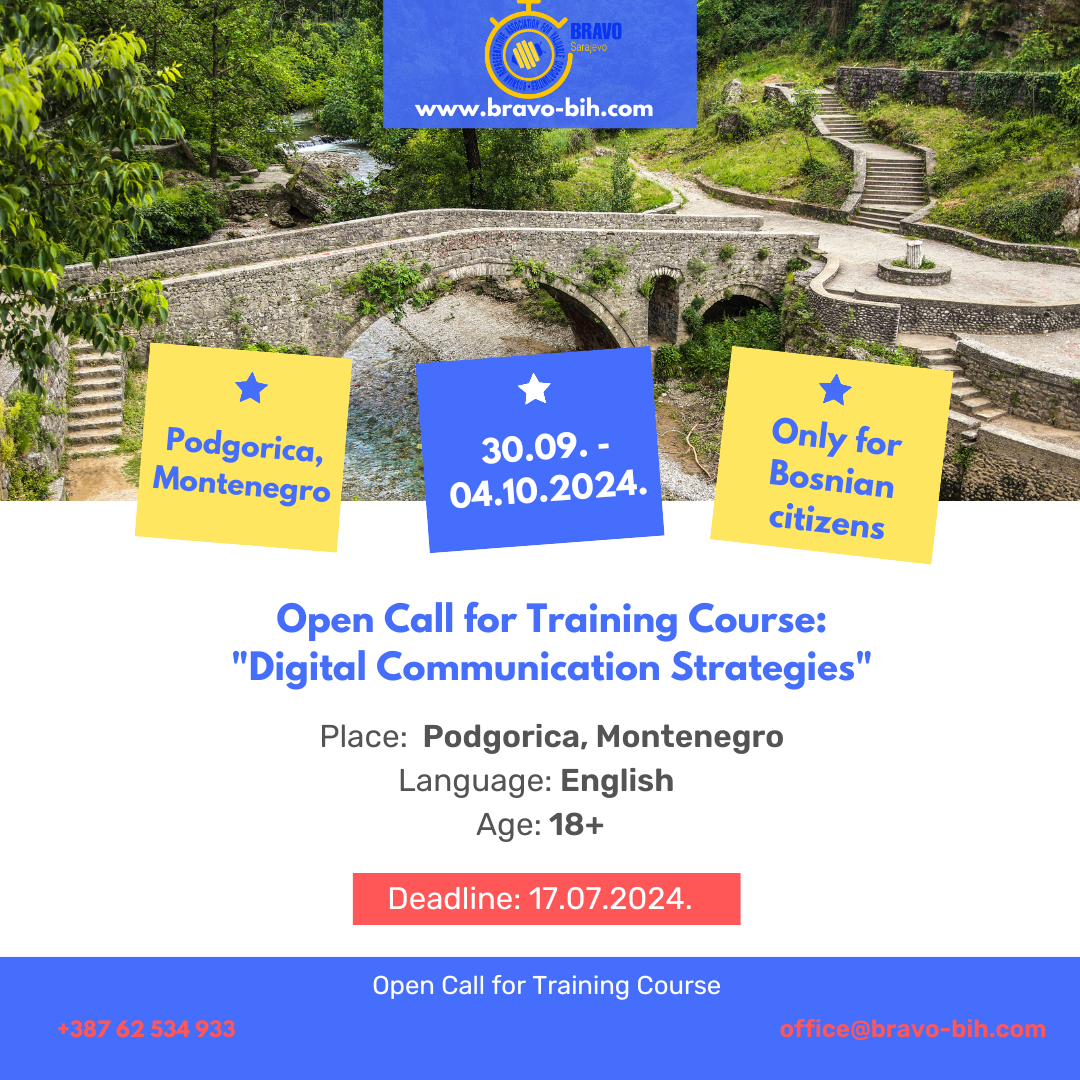 BRAVO
Sarajevo
www.bravo-bih.com
Podgorica,
Montenegro
30.09. -
04.10.2024.
Only for
Bosnian
citizens
Open Call for Training Course:
"Digital Communication Strategies"
Place: Podgorica, Montenegro
Language: English
Age: 18+
Deadline: 17.07.2024.
Open Call for Training Course
+387 62 534 933
office@bravo-bih.com